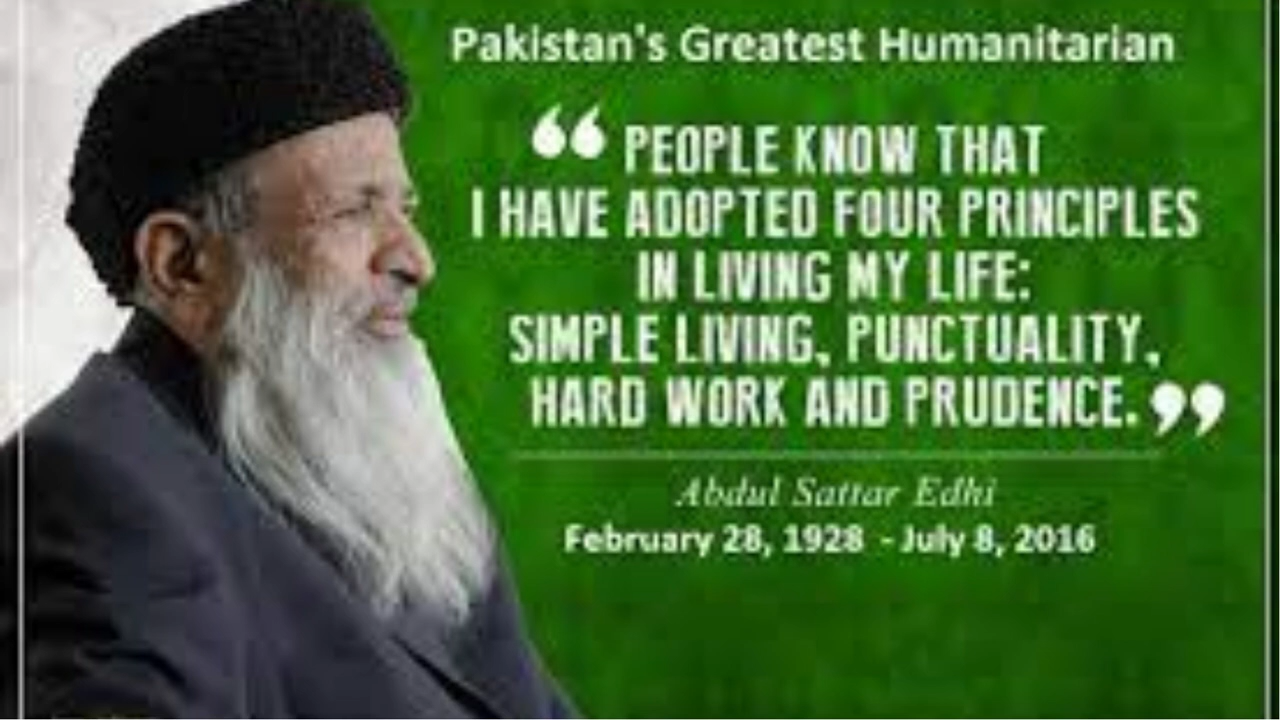 Pakistan's Greatest Humanitarian
“ PEOPLE KNOW THAT
I HAVE ADOPTED FOUR PRINCIPLES
IN LIVING MY LIFE:
SIMPLE LIVING, PUNCTUALITY,
HARD WORK AND PRUDENCE. ”
Abdul Sattar Edhi
February 28, 1928 - July 8, 2016